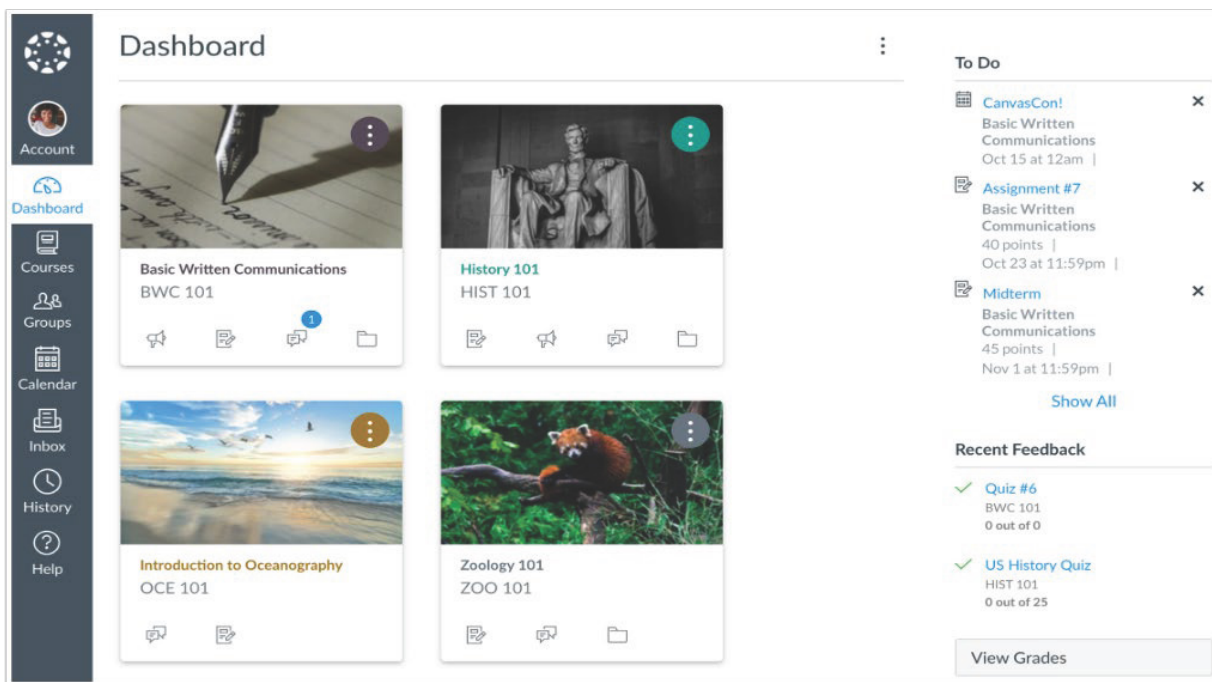 Dashboard
Account
Dashboard
Courses
Groups
Calendar
Inbox
History
Help
Basic Written Communications
BWC 101
1
History 101
HIST 101
Introduction to Oceanography
OCE 101
Zoology 101
ZOO 101
To Do
CanvasCon!
Basic Written
Communications
Oct 15 at 12am |
Assignment #7
Basic Written
Communications
40 points |
Oct 23 at 11:59pm |
Midterm
Basic Written
Communications
45 points |
Nov 1 at 11:59pm |
Show All
Recent Feedback
Quiz #6
BWC 101
0 out of 0
US History Quiz
HIST 101
0 out of 25
View Grades